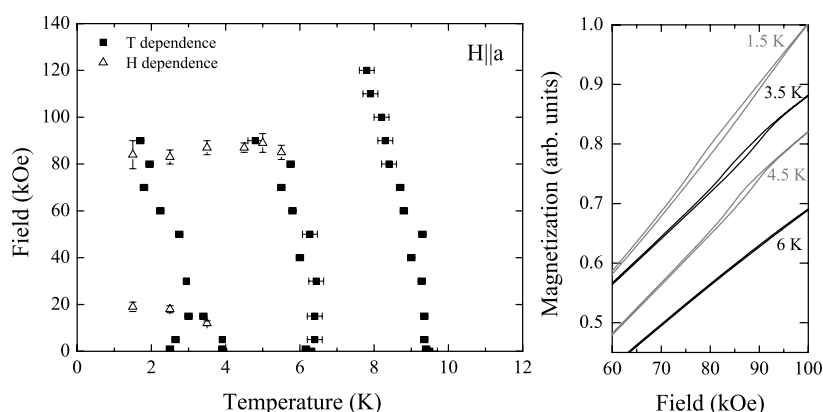 140
120
100
80
60
40
20
0
0 2 4 6 8 10 12
Field (kOe)
Temperature (K)
T dependence
H dependence
H||a
1.0
0.9
0.8
0.7
0.6
0.5
60 70 80 90 100
Magnetization (arb. units)
Field (kOe)
1.5 K
3.5 K
4.5 K
6 K